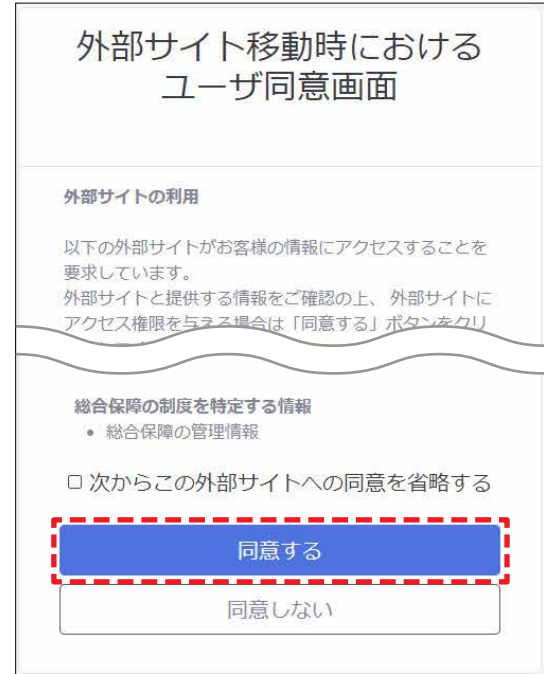 外部サイト移動時における
ユーザ同意画面
外部サイトの利用
以下の外部サイトがお客様の情報にアクセスすることを
要求しています。
外部サイトと提供する情報をご確認の上、 外部サイトに
アクセス権限を与える場合は「同意する」ボタンをクリ
総合保障の制度を特定する情報
• 総合保障の管理情報
□ 次からこの外部サイトへの同意を省略する
同意する
同意しない